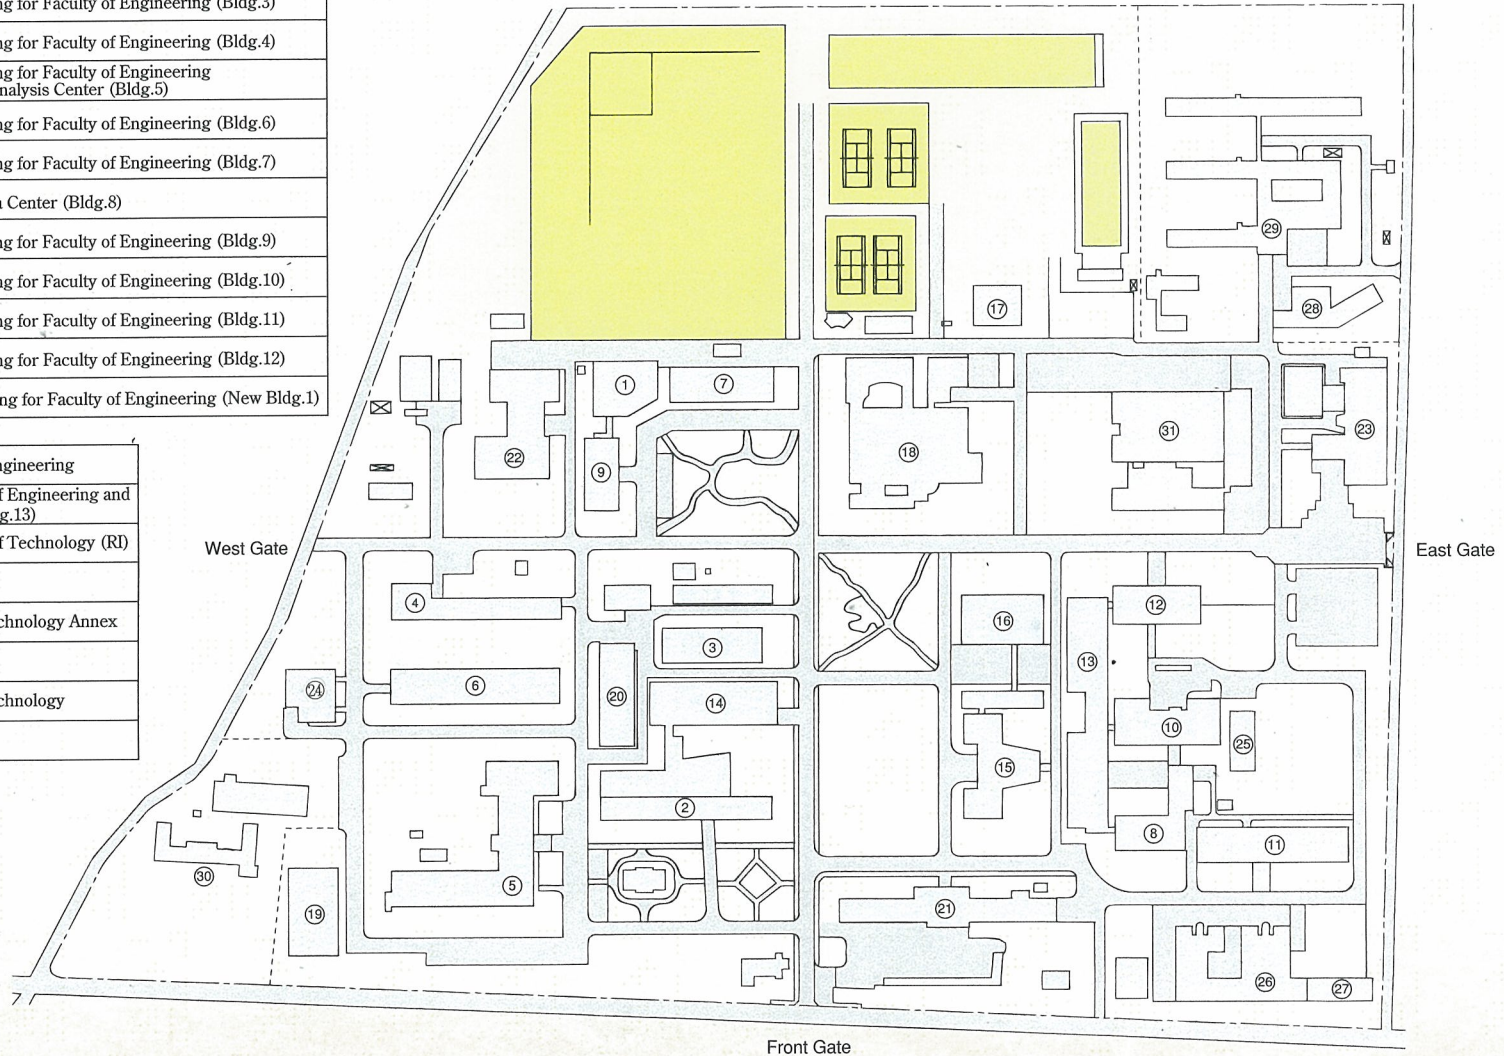 for Faculty of Engineering (Bldg.3)
for Faculty of Engineering (Bldg.4)
for Faculty of Engineering
(Bldg.5)
for Faculty of Engineering (Bldg.6)
for Faculty of Engineering (Bldg.7)
Center (Bldg.8)
for Faculty of Engineering (Bldg.9)
for Faculty of Engineering (Bldg.10)
for Faculty of Engineering (Bldg.11)
for Faculty of Engineering (Bldg.12)
for Faculty of Engineering (New Bldg.1)
ngineering
f Engineering and
g.13)
f Technology (RI)
chnology Annex
chnology
29
17
28
1
7
31
23
18
22
9
West Gate
East Gate
4
12
16
3
13
24
6
20
14
10
25
15
2
8
11
30
5
19
21
26
27
Front Gate